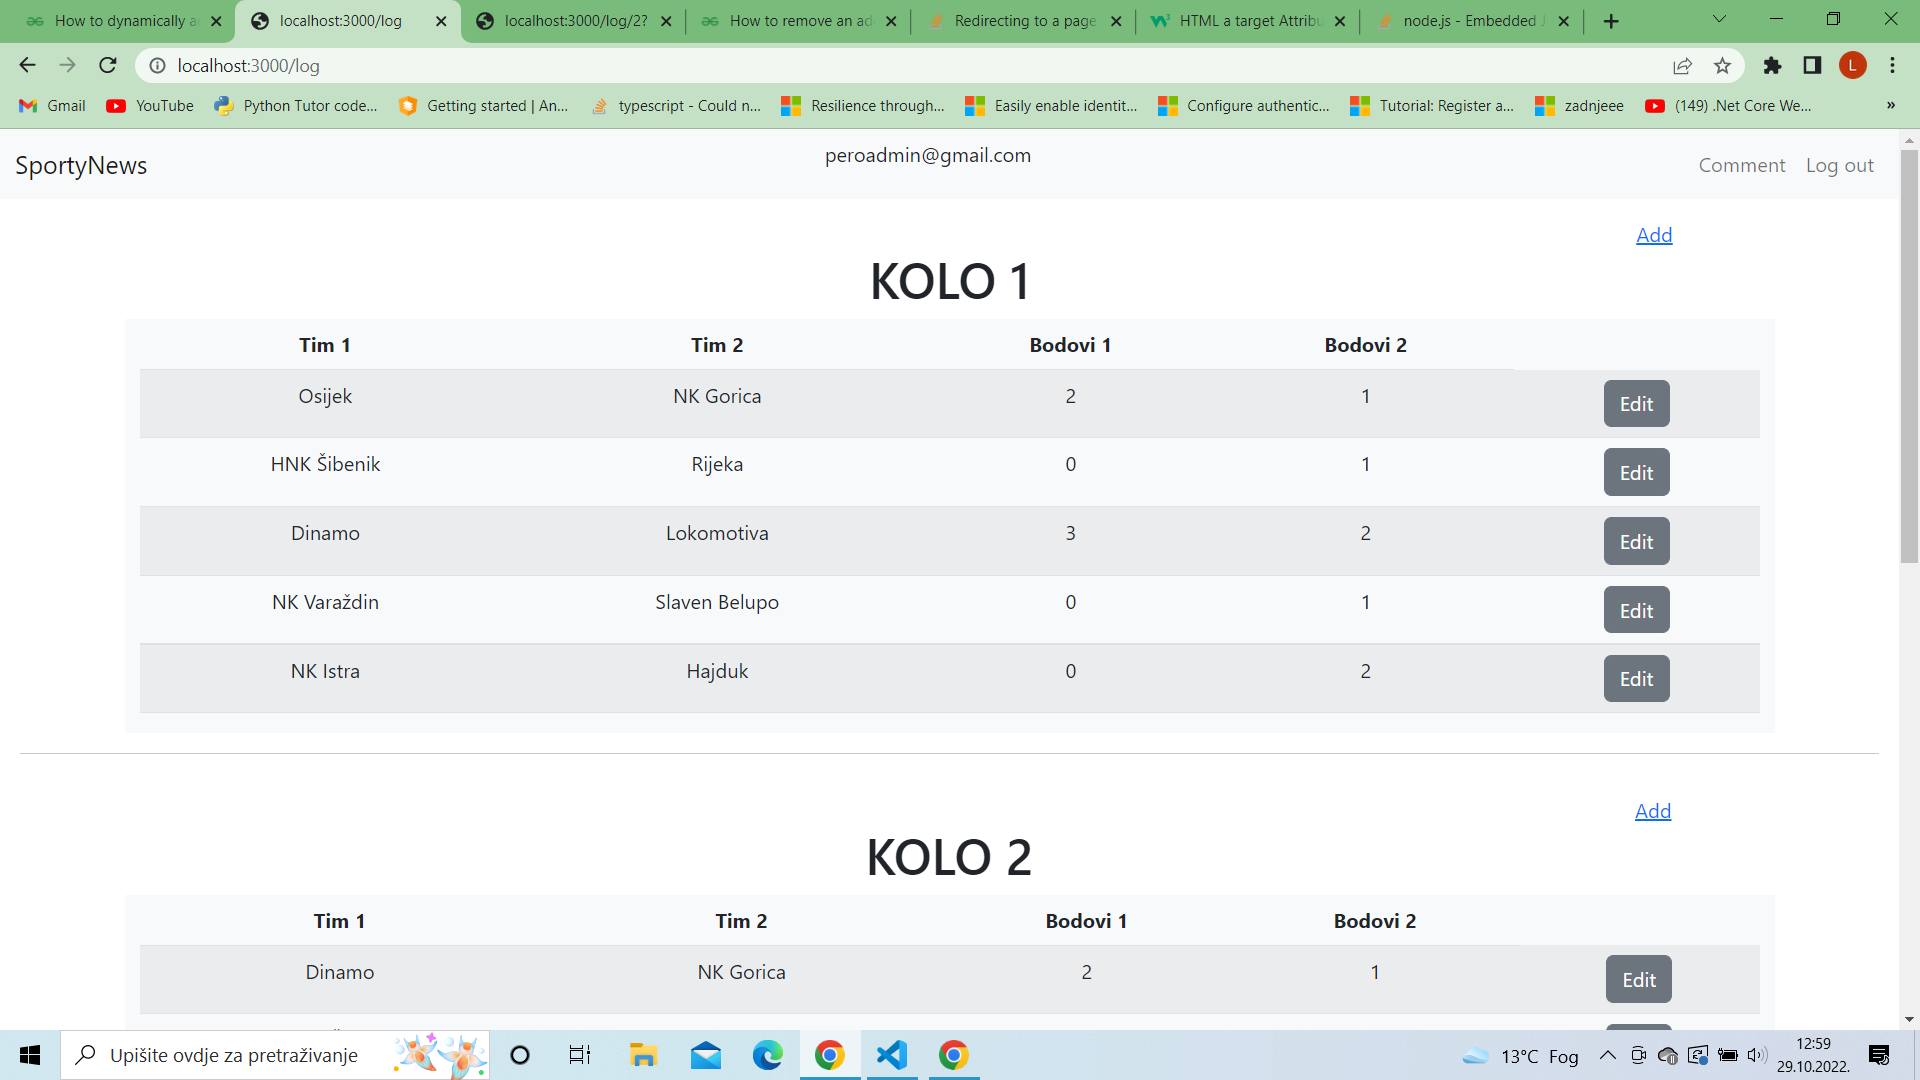 How to dynamically a
localhost:3000/log
localhost:3000/log/2?
How to remove an ad
Redirecting to a page
HTML a target Attribu
node.js - Embedded J
localhost:3000/log
L
Gmail
YouTube
Python Tutor code...
Getting started | An...
typescript - Could n...
Resilience through...
Easily enable identit...
Configure authentic...
Tutorial: Register a...
zadnjeee
(149) .Net Core We...
»
SportyNews
peroadmin@gmail.com
Comment
Log out
Add
KOLO 1
Tim 1 Tim 2 Bodovi 1 Bodovi 2
Osijek NK Gorica 2 1 Edit
HNK Šibenik Rijeka 0 1 Edit
Dinamo Lokomotiva 3 2 Edit
NK Varaždin Slaven Belupo 0 1 Edit
NK Istra Hajduk 0 2 Edit
Add
KOLO 2
Tim 1 Tim 2 Bodovi 1 Bodovi 2
Dinamo NK Gorica 2 1 Edit
Upišite ovdje za pretraživanje
13°C Fog
12:59
29.10.2022.